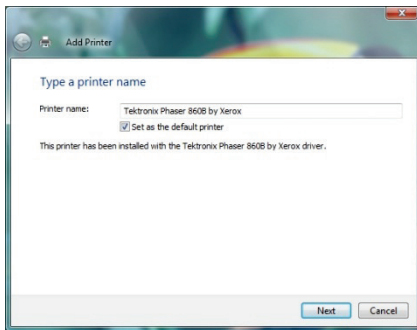 Add Printer
Type a printer name
Printer name: Tektronix Phaser 860B by Xerox
Set as the default printer
This printer has been installed with the Tektronix Phaser 860B by Xerox driver.
Next Cancel